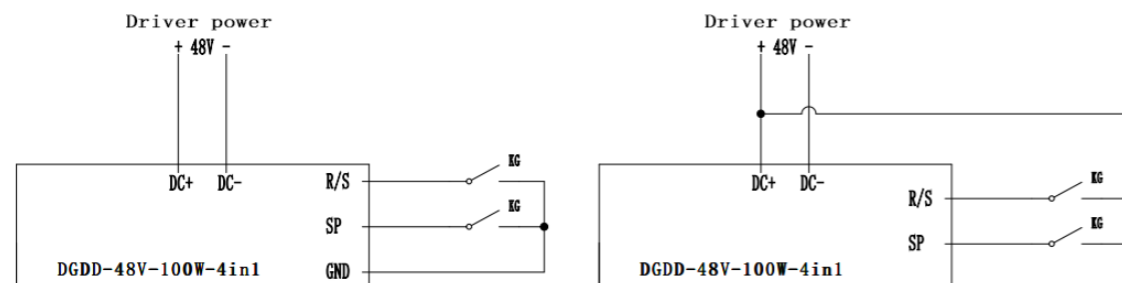 Driver power
+ 48V -
DC+ DC-
R/S
KG
SP
KG
GND
DGDD-48V-100W-4in1
Driver power
+ 48V -
DC+ DC-
R/S
KG
SP
KG
DGDD-48V-100W-4in1